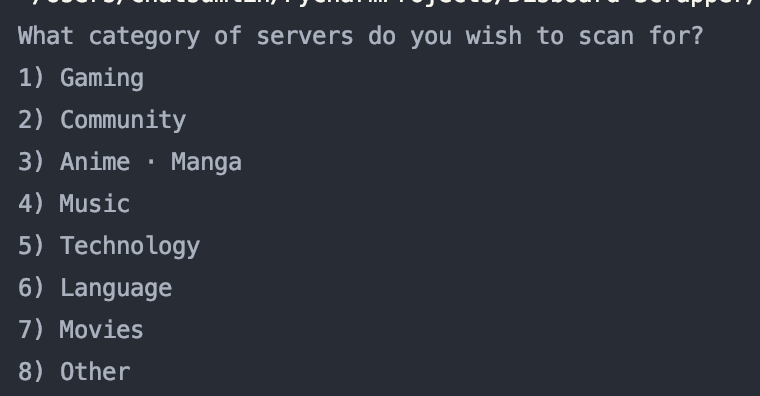 What category of servers do you wish to scan for?
1) Gaming
2) Community
3) Anime · Manga
4) Music
5) Technology
6) Language
7) Movies
8) Other